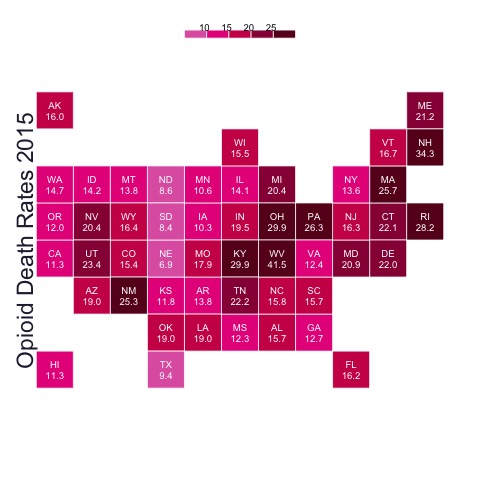 10 15 20 25
Opioid Death Rates 2015
AK ME
16.0 21.2
WI VT NH
15.5 16.7 34.3
WA ID MT ND MN IL MI NY MA
14.7 14.2 13.8 8.6 10.6 14.1 20.4 13.6 25.7
OR NV WY SD IA IN OH PA NJ CT RI
12.0 20.4 16.4 8.4 10.3 19.5 29.9 26.3 16.3 22.1 28.2
CA UT CO NE MO KY WV VA MD DE
11.3 23.4 15.4 6.9 17.9 29.9 41.5 12.4 20.9 22.0
AZ NM KS AR TN NC SC
19.0 25.3 11.8 13.8 22.2 15.8 15.7
OK LA MS AL GA
19.0 19.0 12.3 15.7 12.7
HI TX FL
11.3 9.4 16.2